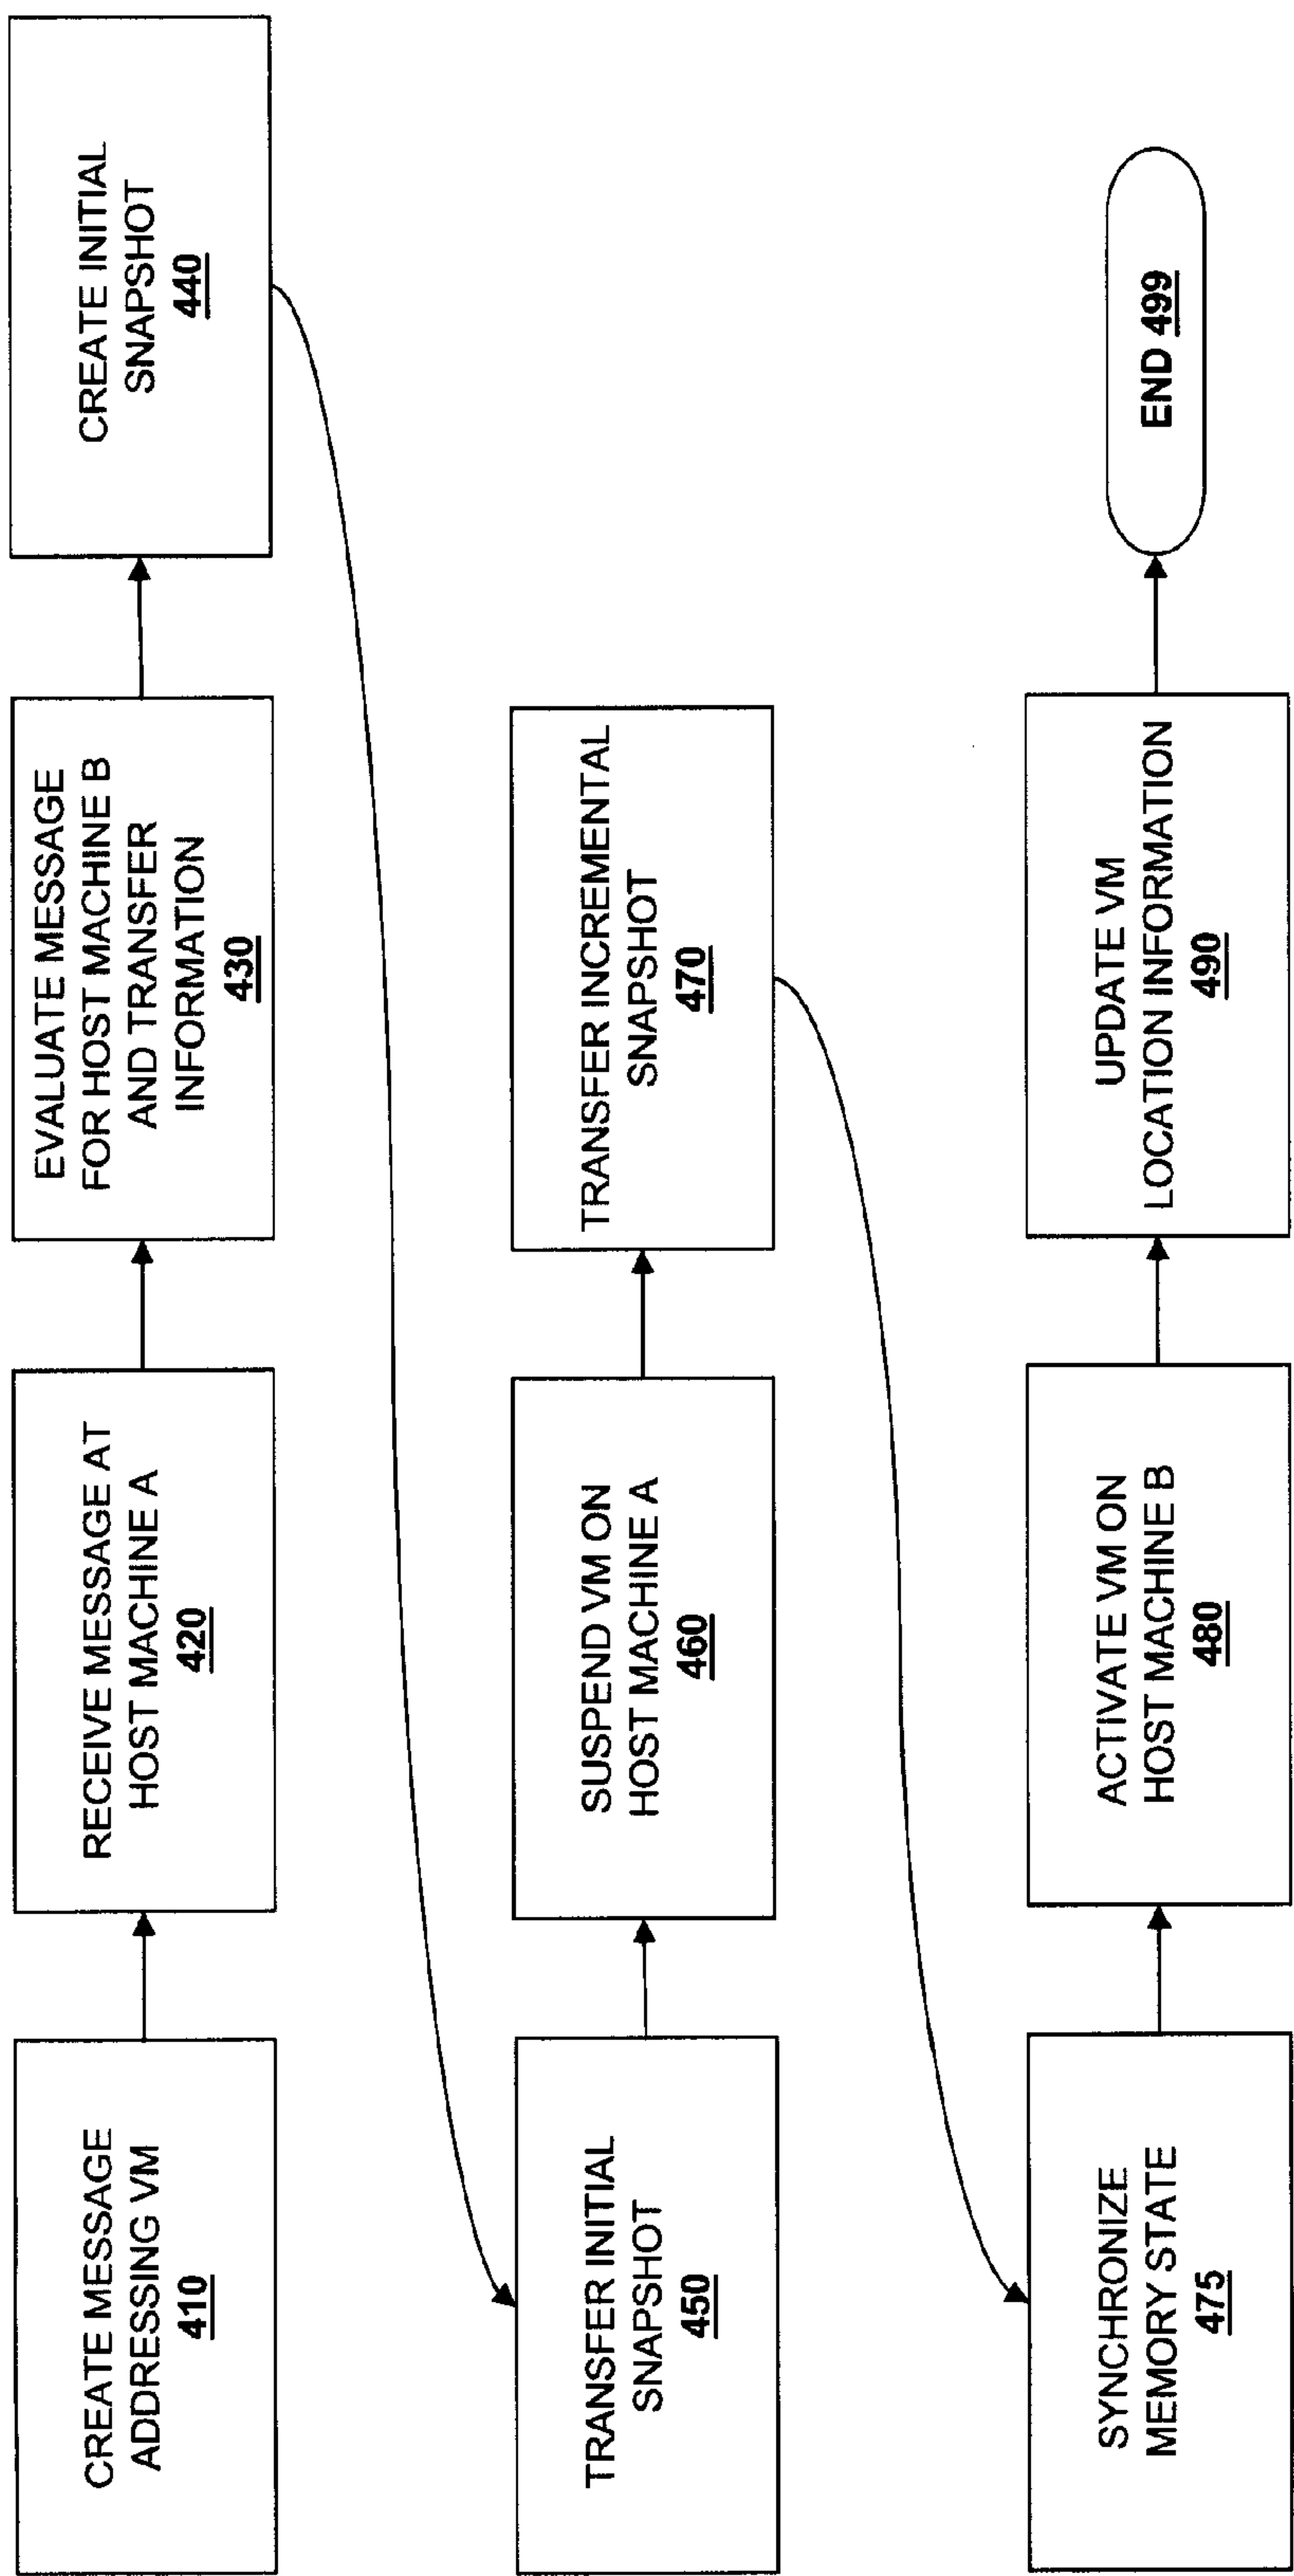 CREATE MESSAGE
ADDRESSING VM
410
RECEIVE MESSAGE AT
HOST MACHINE A
420
EVALUATE MESSAGE
FOR HOST MACHINE B
AND TRANSFER
INFORMATION
430
CREATE INITIAL
SNAPSHOT
440
TRANSFER INITIAL
SNAPSHOT
450
SUSPEND VM ON
HOST MACHINE A
460
TRANSFER INCREMENTAL
SNAPSHOT
470
SYNCHRONIZE
MEMORY STATE
475
ACTIVATE VM ON
HOST MACHINE B
480
UPDATE VM
LOCATION INFORMATION
490
END 499